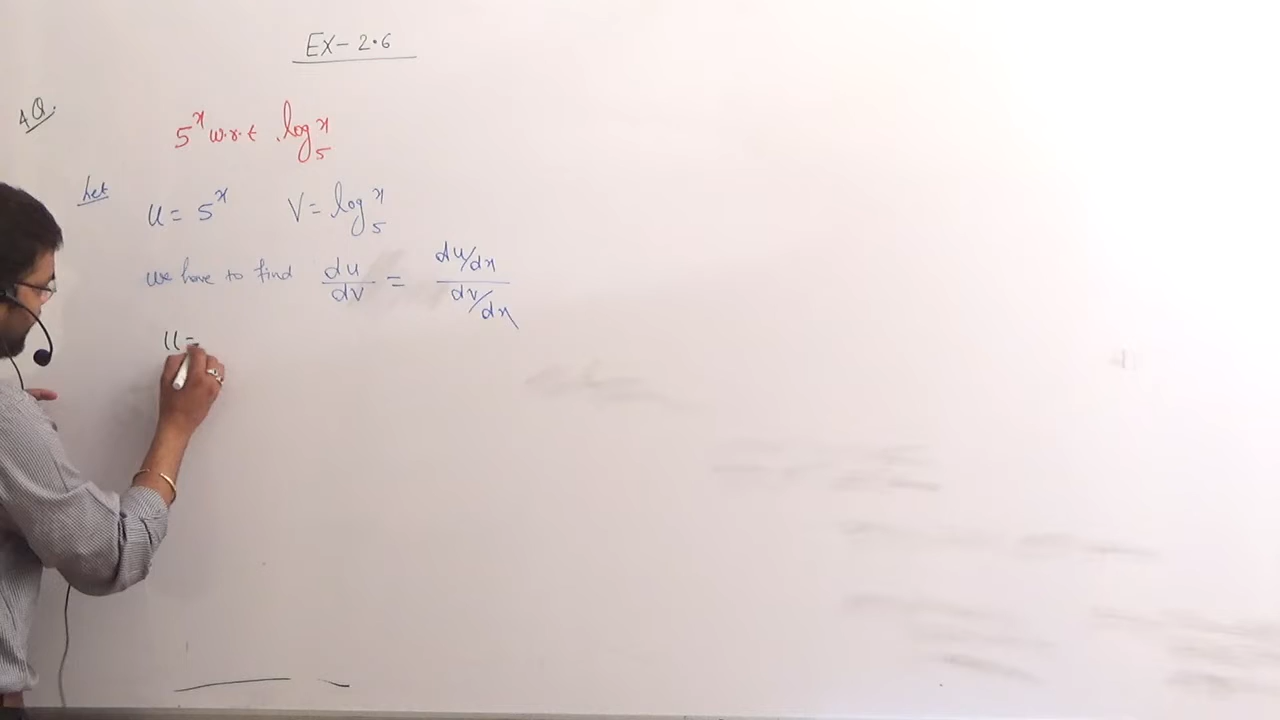 EX-2.6
4Q.
5^x w.r.t. log_5 x
Let
u = 5^x V = log_5 x
We have to find du/dv = (du/dx)/(dv/dx)
u =